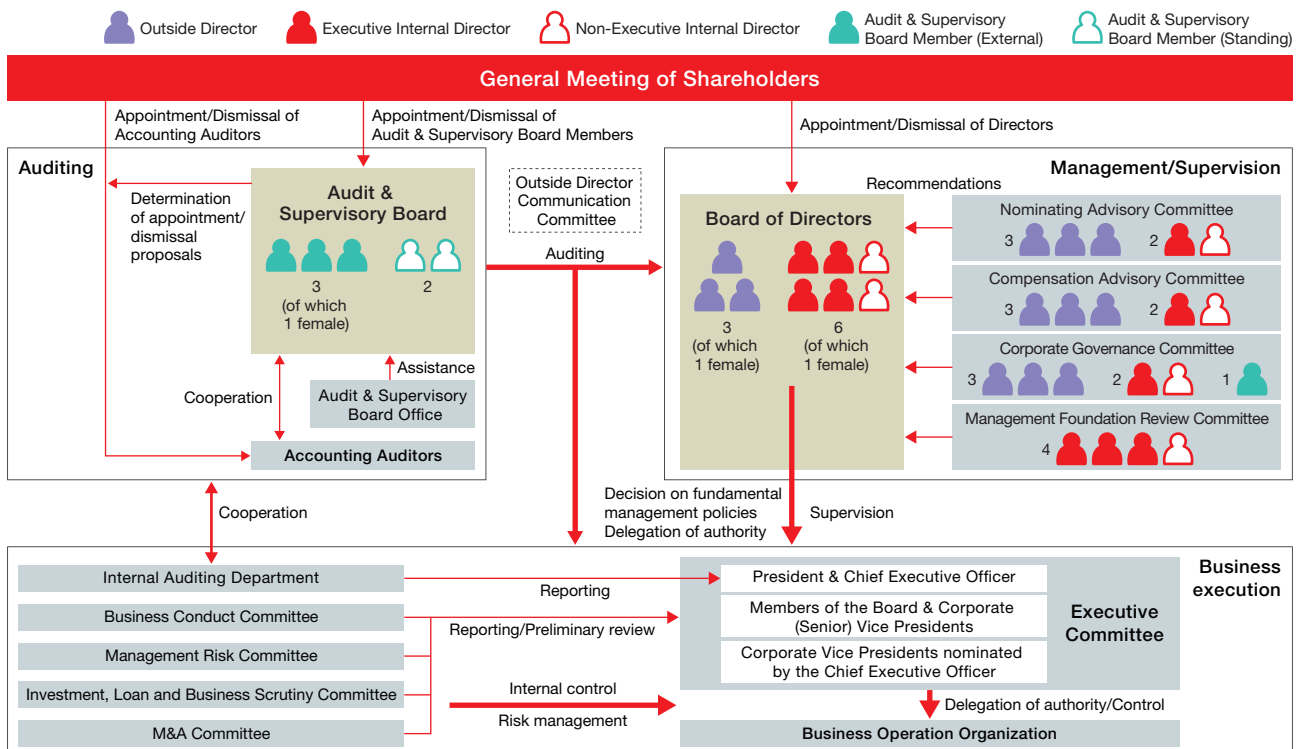 Outside Director
Executive Internal Director
Non-Executive Internal Director
Audit & Supervisory
Board Member (External)
Audit & Supervisory
Board Member (Standing)
General Meeting of Shareholders
Appointment/Dismissal of
Accounting Auditors
Appointment/Dismissal of
Audit & Supervisory Board Members
Appointment/Dismissal of Directors
Auditing
Determination
of appointment/
dismissal
proposals
Audit &
Supervisory Board
3
(of which
1 female)
2
Assistance
Audit & Supervisory
Board Office
Cooperation
Accounting Auditors
Outside Director
Communication
Committee
Auditing
Management/Supervision
Recommendations
Board of Directors
3
(of which
1 female)
6
(of which
1 female)
Nominating Advisory Committee
3
2
Compensation Advisory Committee
3
2
Corporate Governance Committee
3
2
1
Management Foundation Review Committee
4
Cooperation
Decision on fundamental
management policies
Delegation of authority
Supervision
Business
execution
Internal Auditing Department
Business Conduct Committee
Management Risk Committee
Investment, Loan and Business Scrutiny Committee
M&A Committee
Reporting
Reporting/Preliminary review
Internal control
Risk management
President & Chief Executive Officer
Members of the Board & Corporate
(Senior) Vice Presidents
Corporate Vice Presidents nominated
by the Chief Executive Officer
Executive
Committee
Delegation of authority/Control
Business Operation Organization